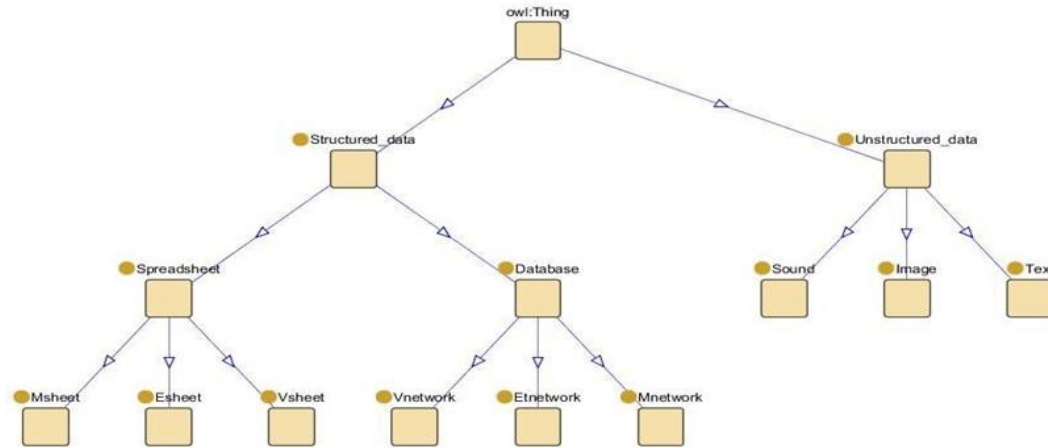 owl:Thing
Structured_data
Unstructured_data
Spreadsheet
Database
Sound
Image
Msheet
Esheet
Vsheet
Vnetwork
Etnetwork
Mnetwork